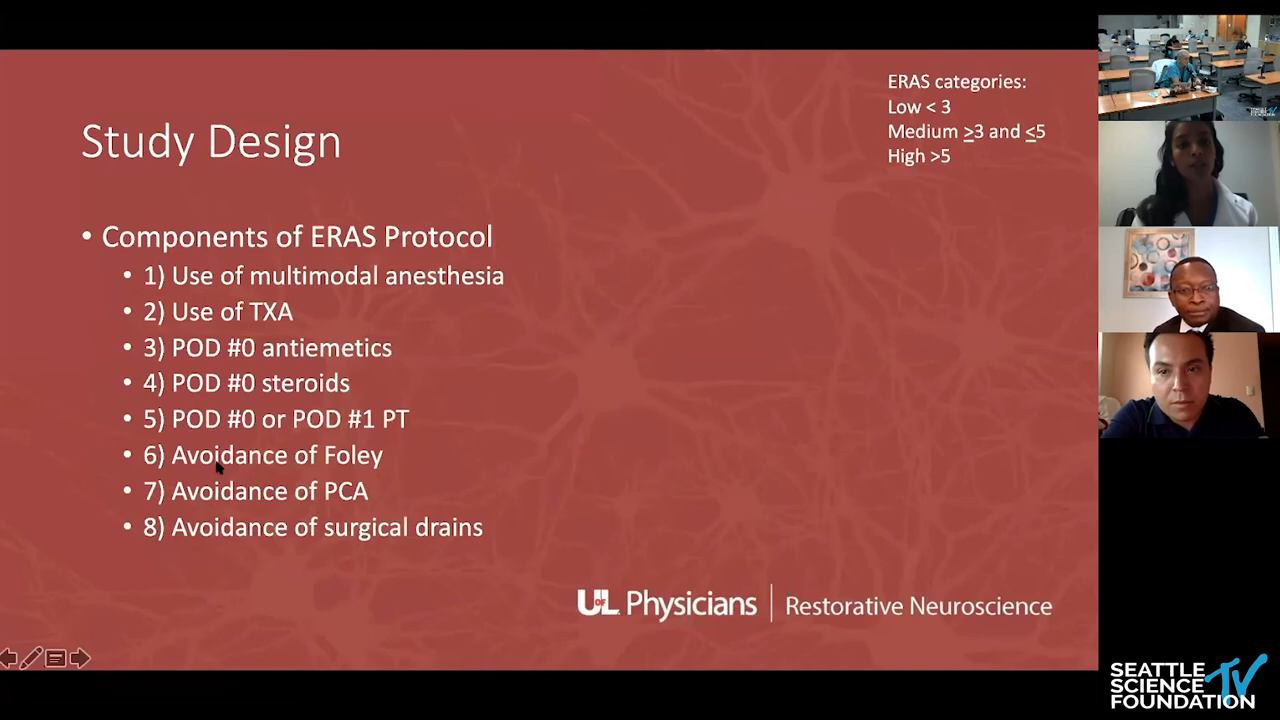 Study Design
ERAS categories:
Low < 3
Medium ≥3 and ≤5
High >5
• Components of ERAS Protocol
• 1) Use of multimodal anesthesia
• 2) Use of TXA
• 3) POD #0 antiemetics
• 4) POD #0 steroids
• 5) POD #0 or POD #1 PT
• 6) Avoidance of Foley
• 7) Avoidance of PCA
• 8) Avoidance of surgical drains
UofL Physicians | Restorative Neuroscience
SEATTLE
SCIENCE TV
FOUNDATION